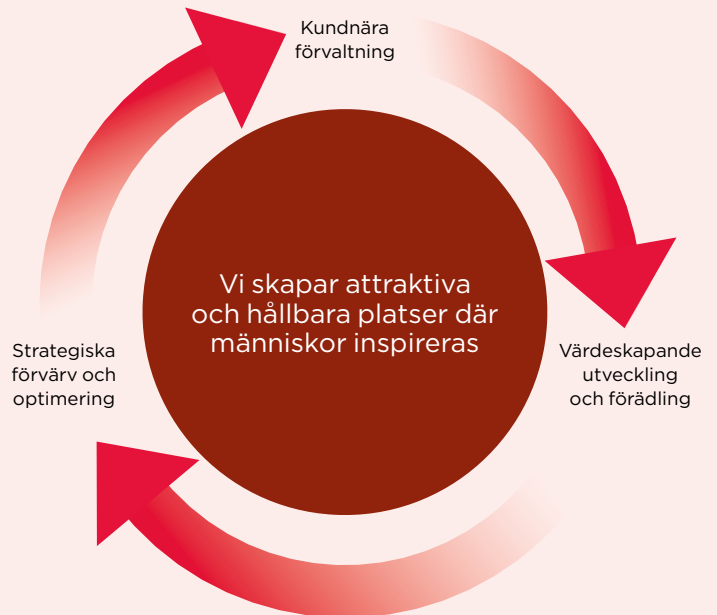 Kundnära
förvaltning
Vi skapar attraktiva
och hållbara platser där
människor inspireras
Värdeskapande
utveckling
och förädling
Strategiska
förvärv och
optimering